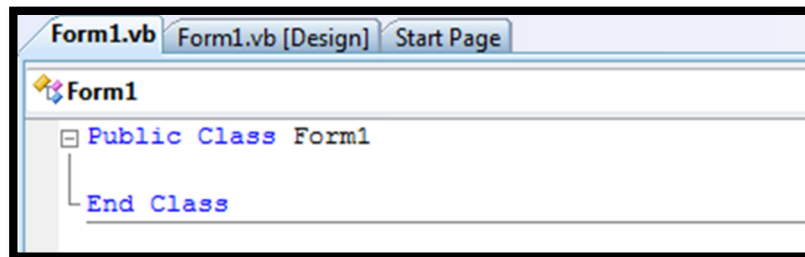 Form1.vb Form1.vb [Design] Start Page
Form1
Public Class Form1
End Class